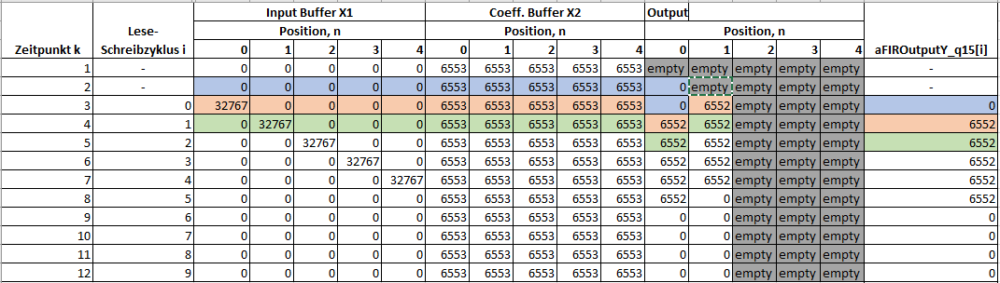 Input Buffer X1 Coeff. Buffer X2 Output
Lese- Position, n Position, n Position, n
Zeitpunkt k Schreibzyklus i 0 1 2 3 4 0 1 2 3 4 0 1 2 3 4 aFIROutputY_q15[i]
1 - 0 0 0 0 0 6553 6553 6553 6553 6553 empty empty empty empty empty -
2 - 0 0 0 0 0 6553 6553 6553 6553 6553 0 empty empty empty empty -
3 0 32767 0 0 0 0 6553 6553 6553 6553 6553 0 6552 empty empty empty 0
4 1 0 32767 0 0 0 6553 6553 6553 6553 6553 6552 6552 empty empty empty 6552
5 2 0 0 32767 0 0 6553 6553 6553 6553 6553 6552 6552 empty empty empty 6552
6 3 0 0 0 32767 0 6553 6553 6553 6553 6553 6552 6552 empty empty empty 6552
7 4 0 0 0 0 32767 6553 6553 6553 6553 6553 6552 6552 empty empty empty 6552
8 5 0 0 0 0 0 6553 6553 6553 6553 6553 6552 0 empty empty empty 6552
9 6 0 0 0 0 0 6553 6553 6553 6553 6553 0 0 empty empty empty 0
10 7 0 0 0 0 0 6553 6553 6553 6553 6553 0 0 empty empty empty 0
11 8 0 0 0 0 0 6553 6553 6553 6553 6553 0 0 empty empty empty 0
12 9 0 0 0 0 0 6553 6553 6553 6553 6553 0 0 empty empty empty 0